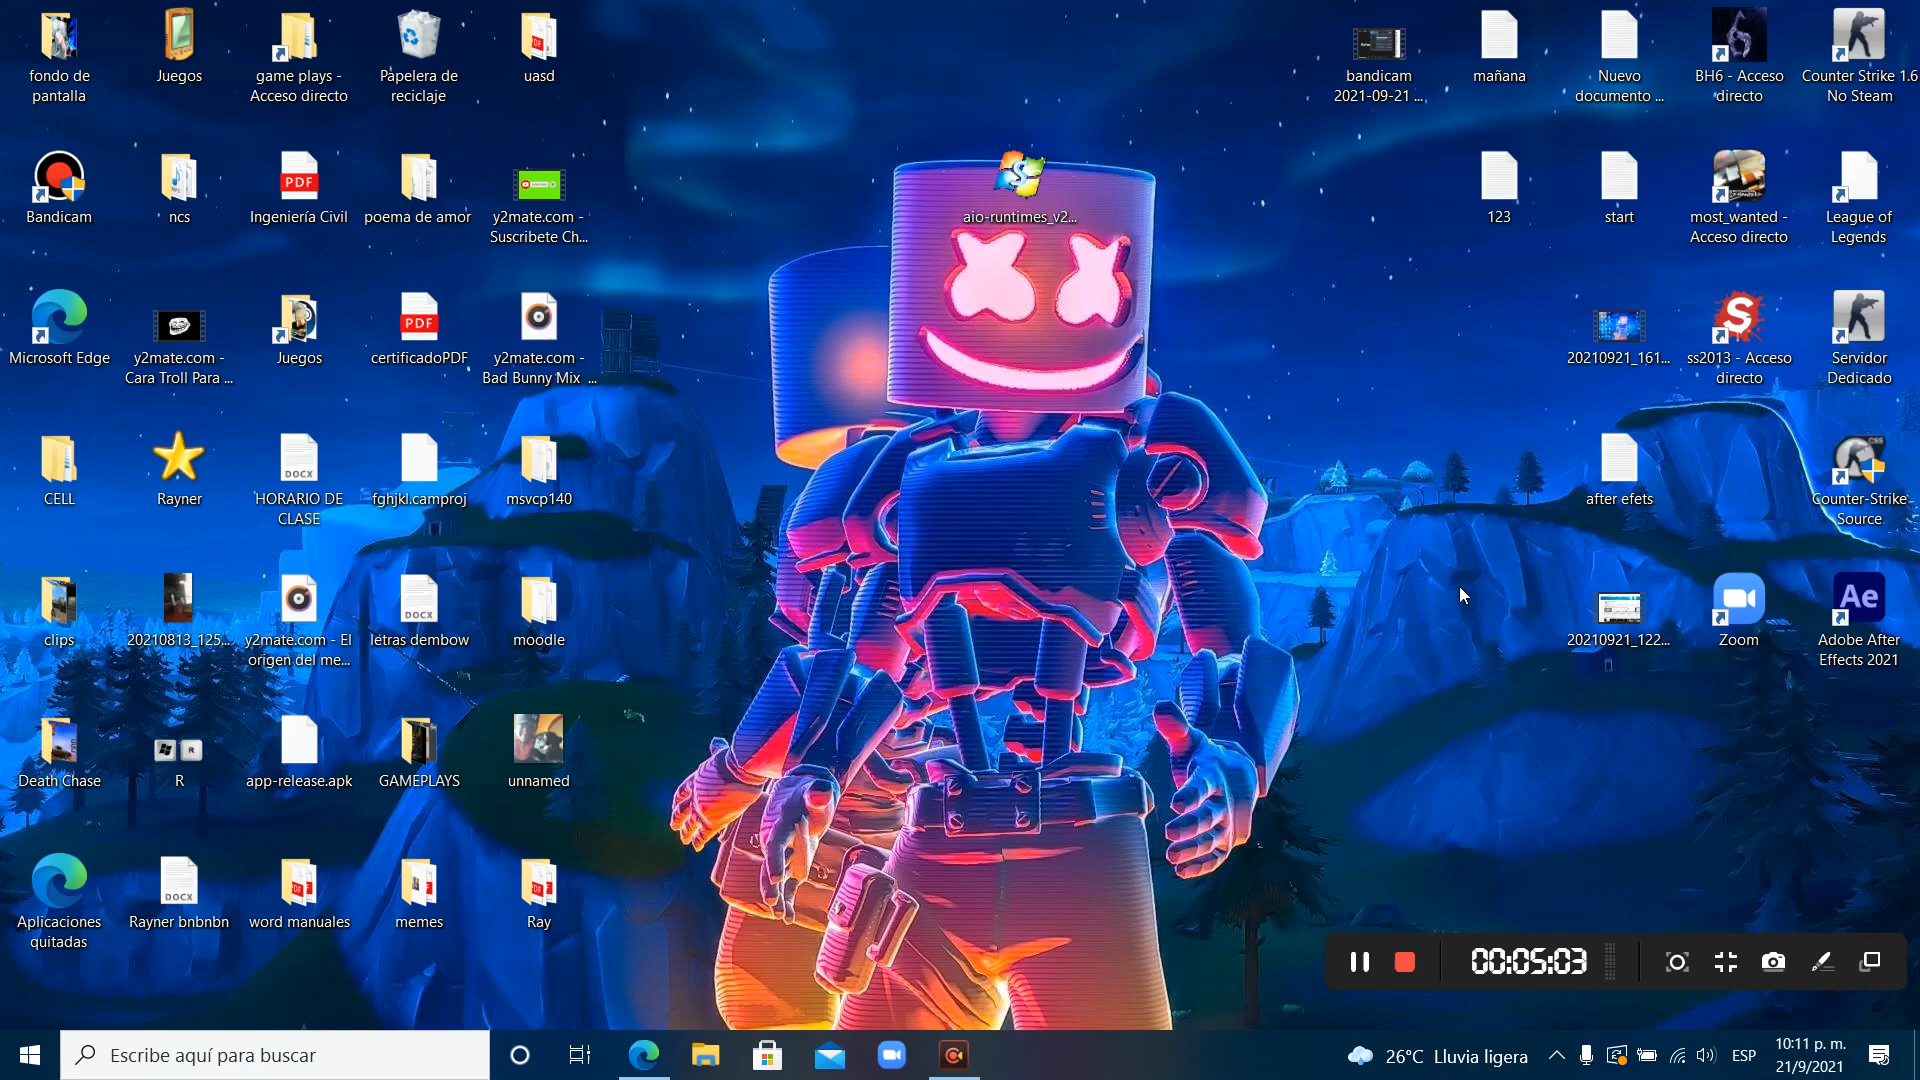 fondo de
pantalla
Juegos
game plays -
Acceso directo
Papelera de
reciclaje
uasd
bandicam
2021-09-21 ...
mañana
Nuevo
documento ...
BH6 - Acceso
directo
Counter Strike 1.6
No Steam
Bandicam
ncs
PDF
Ingeniería Civil
poema de amor
y2mate.com -
Suscribete Ch...
aio-runtimes_v2...
123
start
most_wanted -
Acceso directo
League of
Legends
Microsoft Edge
y2mate.com -
Cara Troll Para ...
Juegos
PDF
certificadoPDF
y2mate.com -
Bad Bunny Mix ...
20210921_161...
ss2013 - Acceso
directo
Servidor
Dedicado
CELL
Rayner
DOCX
HORARIO DE
CLASE
fghjkl.camproj
msvcp140
after efets
CSS
Counter-Strike
Source
clips
20210813_125...
y2mate.com - El
origen del me...
DOCX
letras dembow
moodle
20210921_122...
Zoom
Ae
Adobe After
Effects 2021
Death Chase
R
R
app-release.apk
GAMEPLAYS
unnamed
Aplicaciones
quitadas
DOCX
Rayner bnbnbn
word manuales
memes
Ray
00:05:03
Escribe aquí para buscar
26°C Lluvia ligera
ESP
10:11 p. m.
21/9/2021